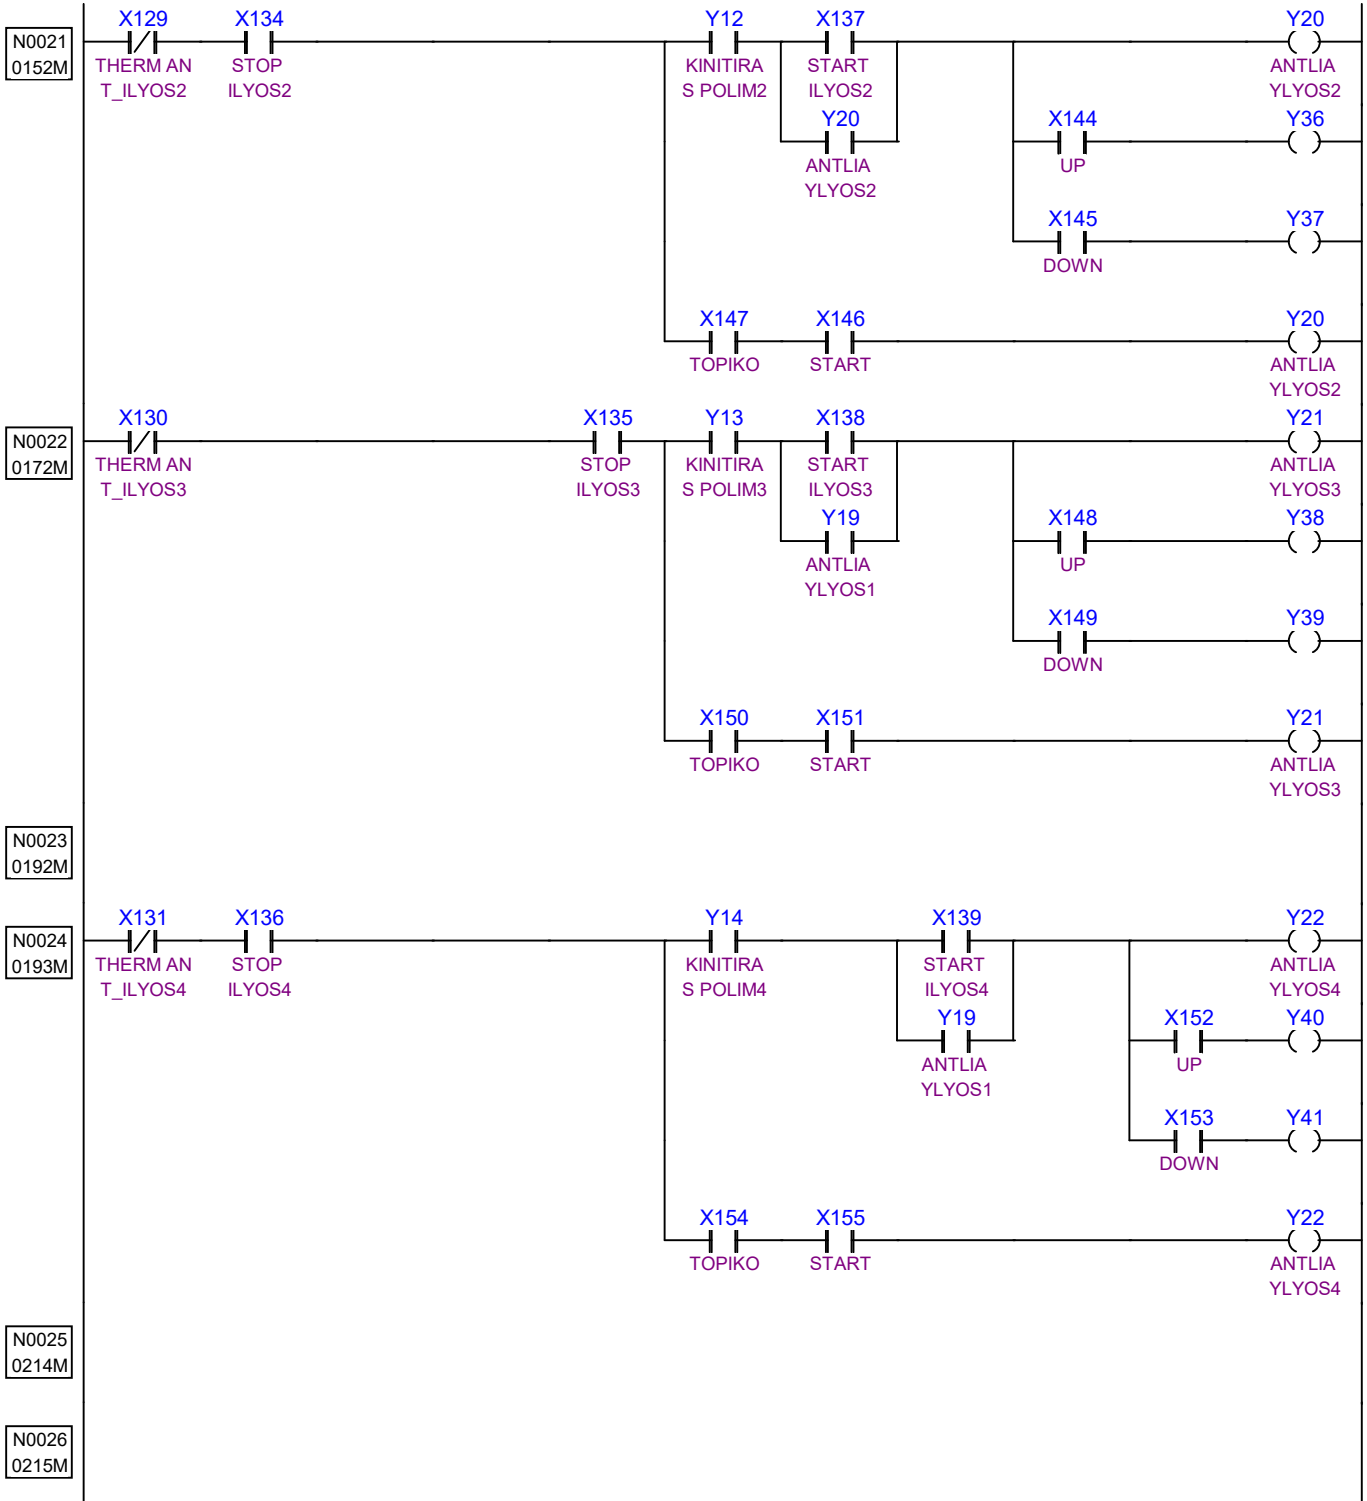 X129 X134 Y12 X137 Y20
N0021
0152M
THERM AN STOP KINITIRA START ANTLIA
T_ILYOS2 ILYOS2 S POLIM2 ILYOS2 YLYOS2
Y20 X144 Y36
ANTLIA UP
YLYOS2
X145 Y37
DOWN
X147 X146 Y20
TOPIKO START ANTLIA
YLYOS2
X130 X135 Y13 X138 Y21
N0022
0172M
THERM AN STOP KINITIRA START ANTLIA
T_ILYOS3 ILYOS3 S POLIM3 ILYOS3 YLYOS3
Y19 X148 Y38
ANTLIA UP
YLYOS1
X149 Y39
DOWN
X150 X151 Y21
TOPIKO START ANTLIA
YLYOS3
N0023
0192M
X131 X136 Y14 X139 Y22
N0024
0193M
THERM AN STOP KINITIRA START ANTLIA
T_ILYOS4 ILYOS4 S POLIM4 ILYOS4 YLYOS4
Y19 X152 Y40
ANTLIA UP
YLYOS1
X153 Y41
DOWN
X154 X155 Y22
TOPIKO START ANTLIA
YLYOS4
N0025
0214M
N0026
0215M